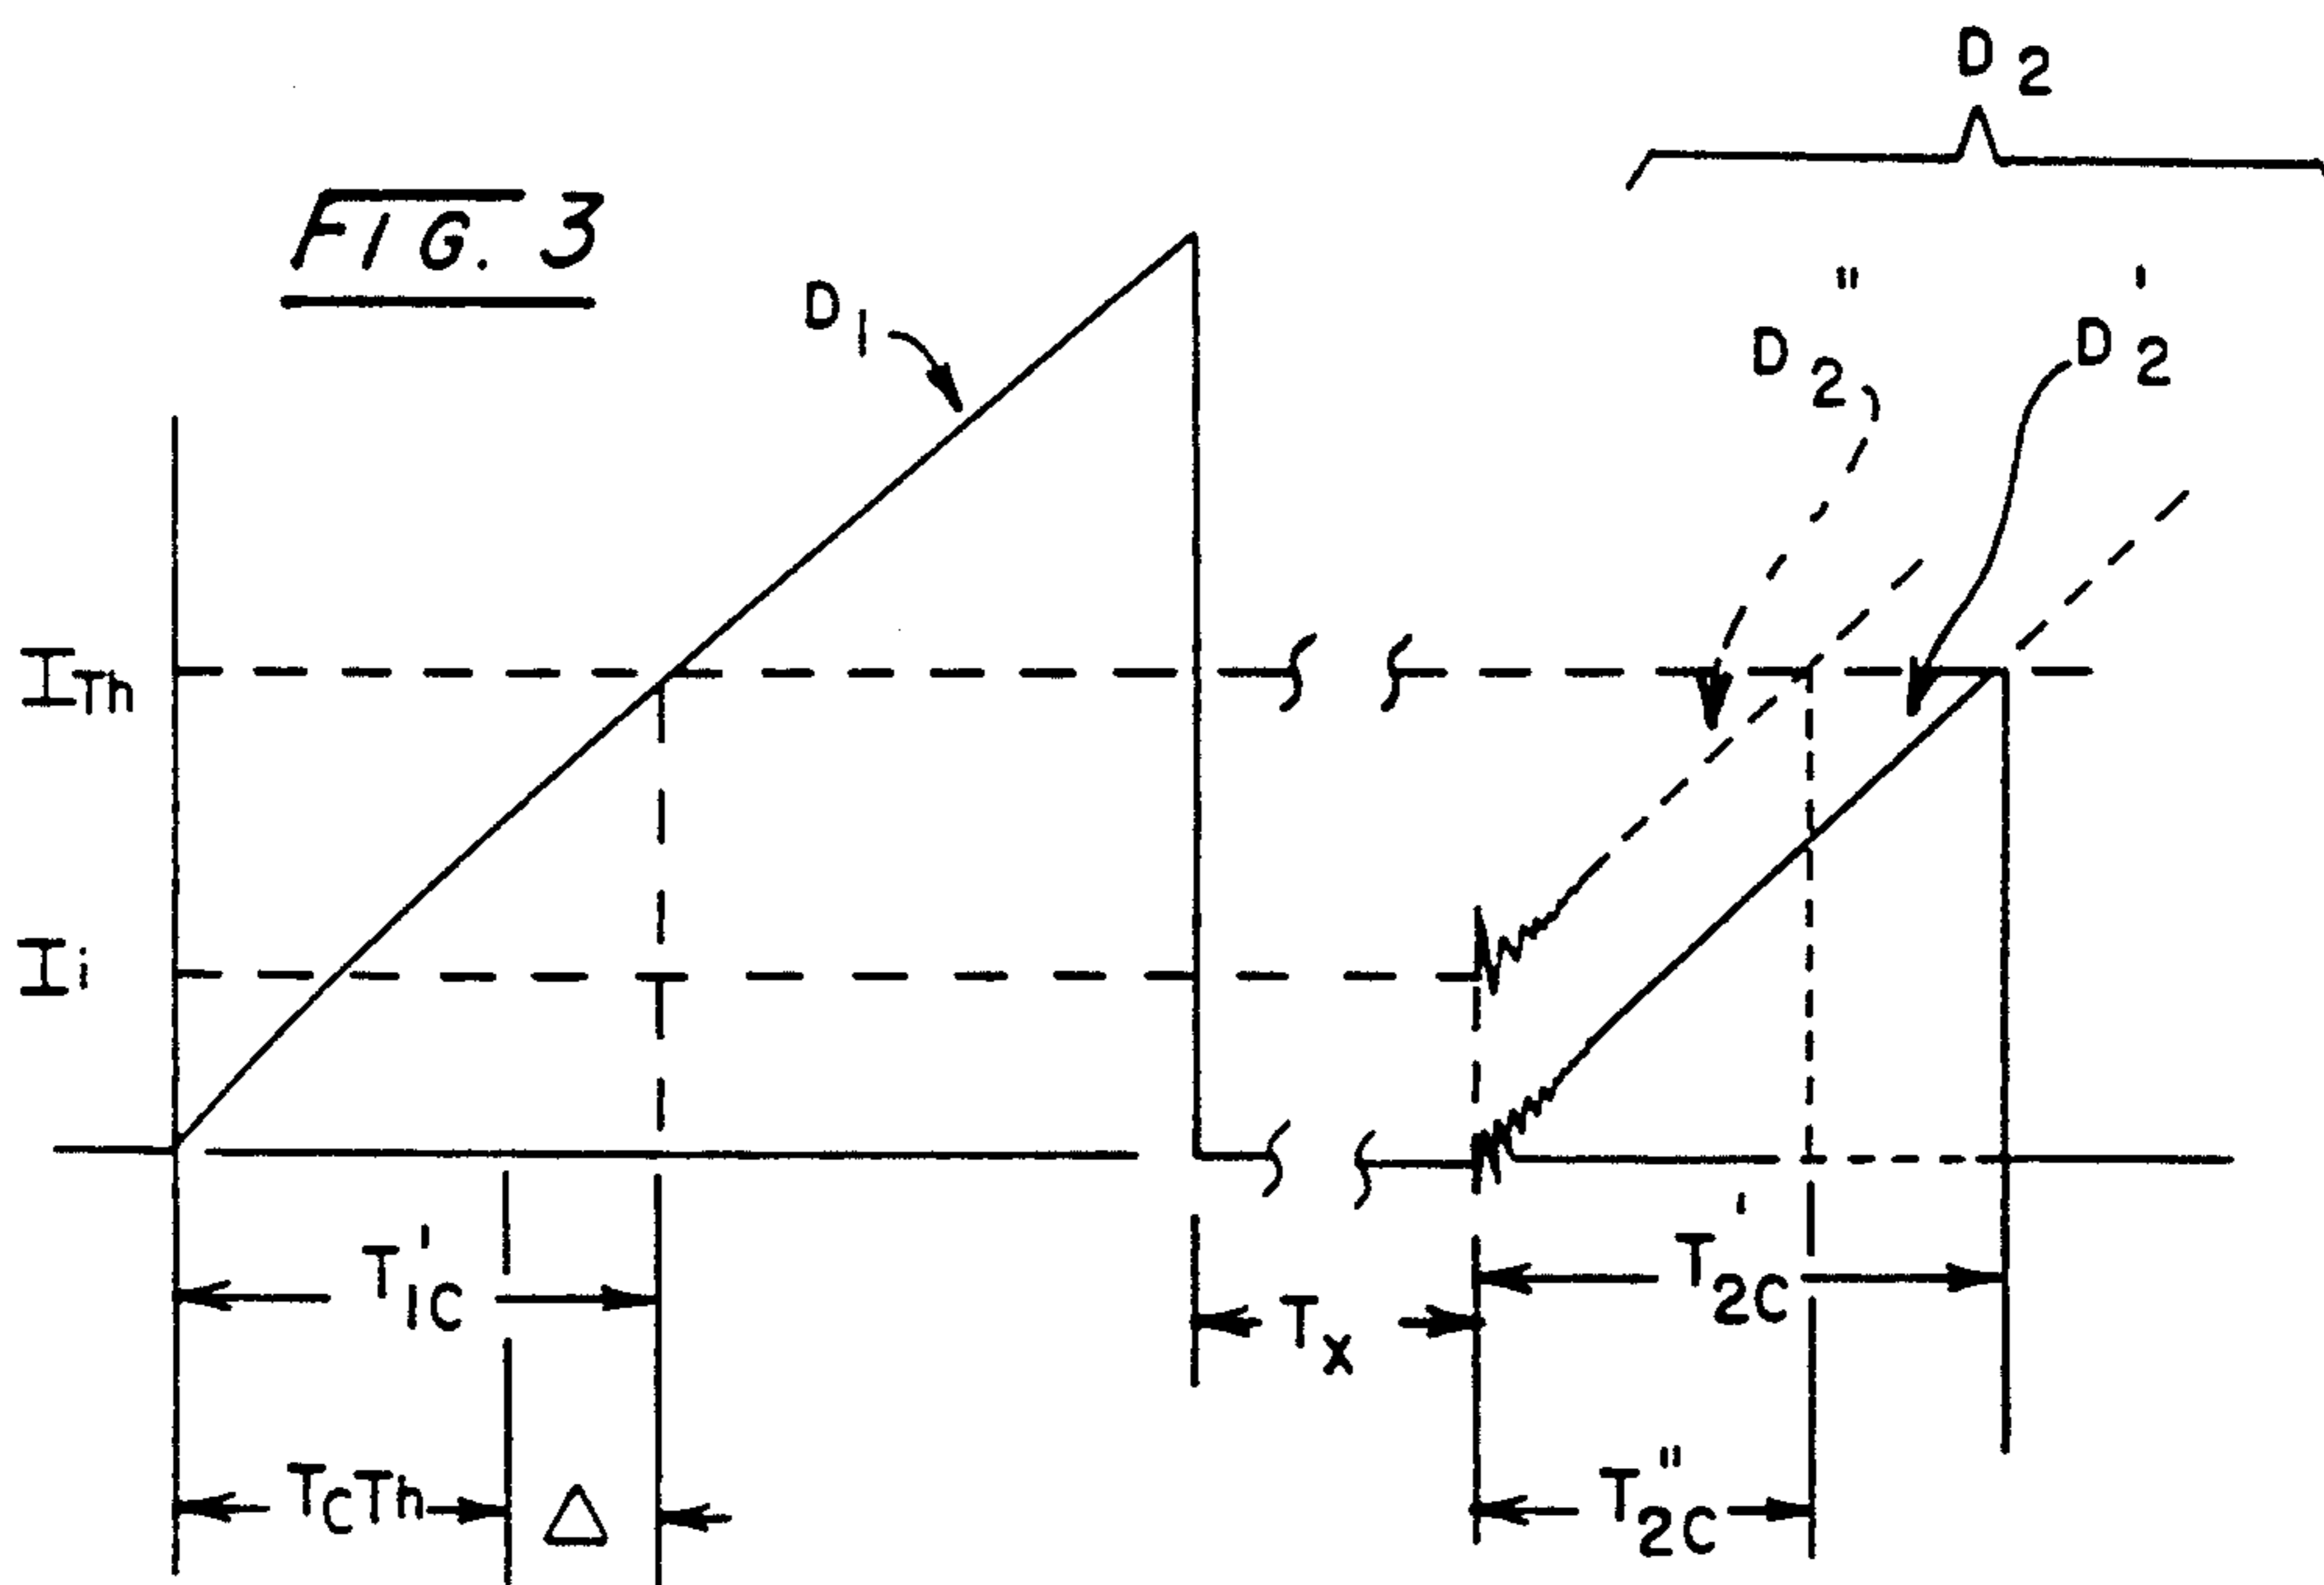 FIG. 3
D2
D1
D2"
D2'
ITh
Ii
T'1C
T'2C
Tx
TCTh
Δ
T"2C